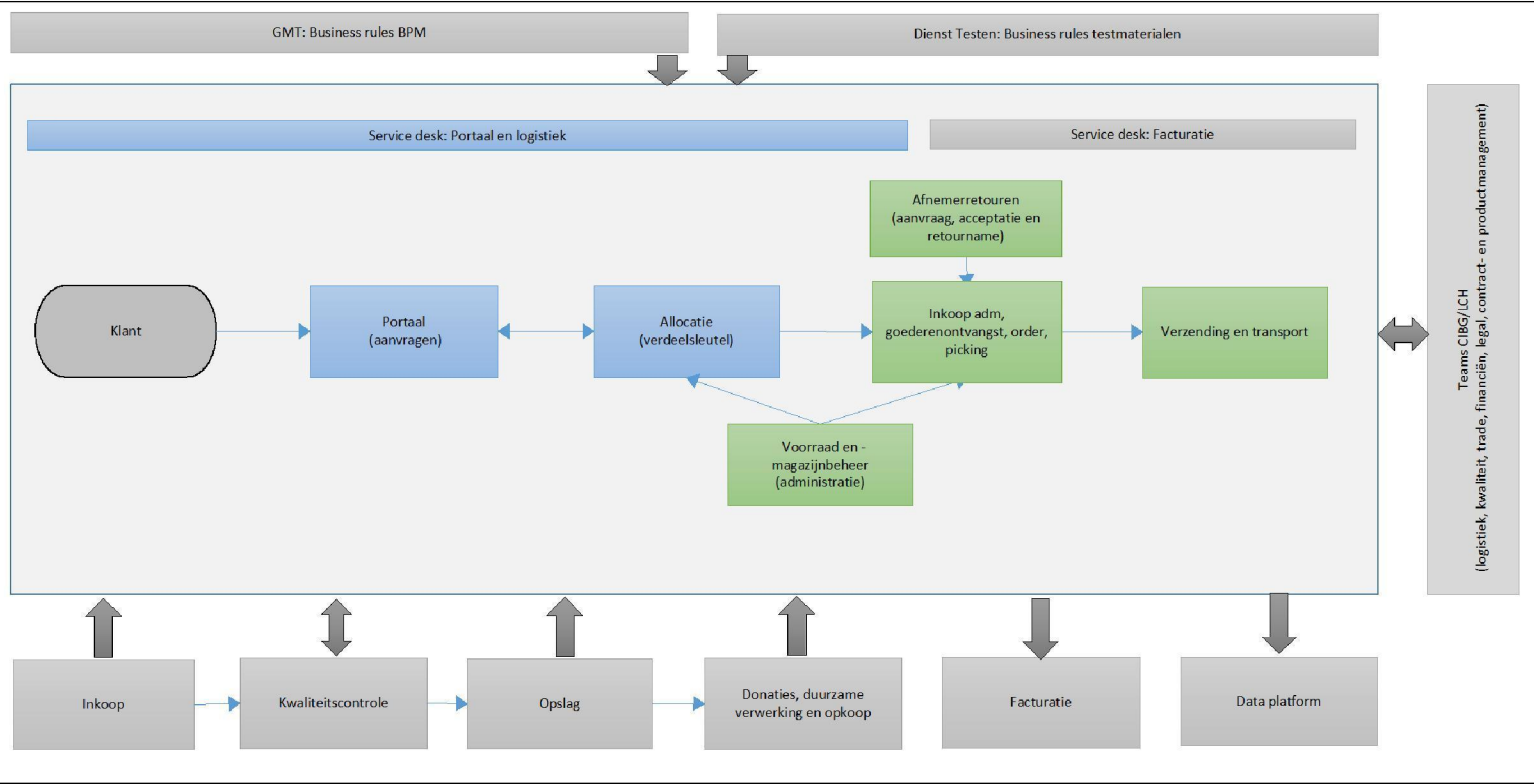 GMT: Business rules BPM
Dienst Testen: Business rules testmaterialen
Service desk: Portaal en logistiek
Service desk: Facturatie
Afnemerretouren
(aanvraag, acceptatie en
retourname)
Klant
Portaal
(aanvragen)
Allocatie
(verdeelsleutel)
Inkoop adm,
goederenontvangst, order,
picking
Verzending en transport
Voorraad en -
magazijnbeheer
(administratie)
Teams CIBG/LCH
(logistiek, kwaliteit, trade, financiën, legal, contract- en productmanagement)
Inkoop
Kwaliteitscontrole
Opslag
Donaties, duurzame
verwerking en opkoop
Facturatie
Data platform